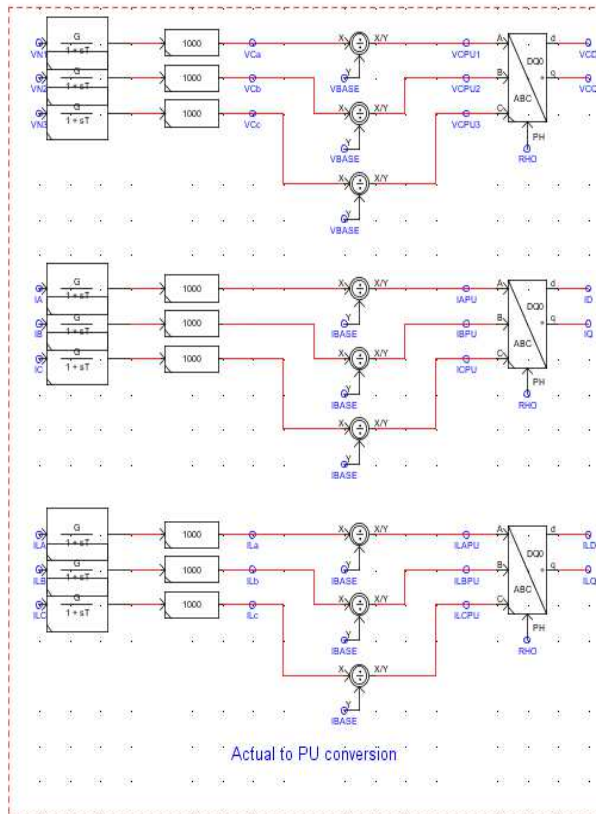 G
1 + sT
1000
VN1
VCa
X
X/Y
Y
VBASE
VCPU1
A
d
DQ0
VCD
G
1 + sT
1000
VN2
VCb
X
X/Y
Y
VBASE
VCPU2
B
q
VCQ
G
1 + sT
1000
VN3
VCc
VCPU3
C
ABC
PH
RHO
X
X/Y
Y
VBASE
G
1 + sT
1000
IA
X
X/Y
Y
IBASE
IAPU
A
d
DQ0
ID
G
1 + sT
1000
IB
X
X/Y
Y
IBASE
IBPU
B
q
IQ
G
1 + sT
1000
IC
ICPU
C
ABC
PH
RHO
X
X/Y
Y
IBASE
G
1 + sT
1000
ILA
ILa
X
X/Y
Y
IBASE
ILAPU
A
d
DQ0
ILD
G
1 + sT
1000
ILB
ILb
X
X/Y
Y
IBASE
ILBPU
B
q
ILQ
G
1 + sT
1000
ILC
ILc
ILCPU
C
ABC
PH
RHO
X
X/Y
Y
IBASE
Actual to PU conversion